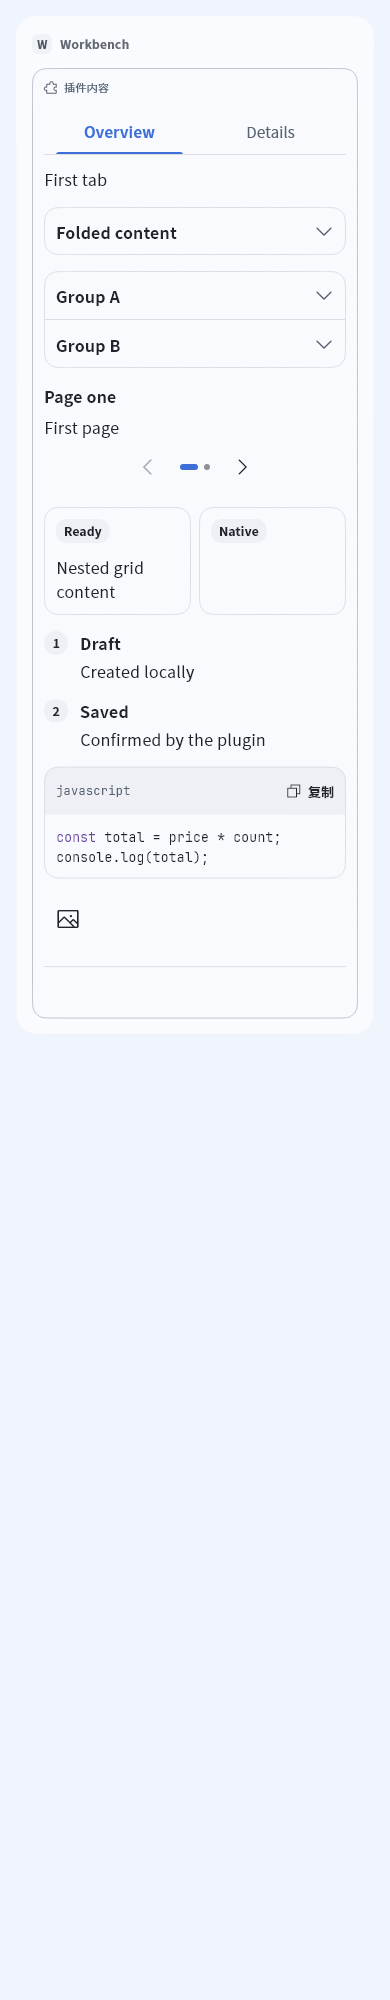 W Workbench
插件内容
Overview Details
First tab
Folded content
Group A
Group B
Page one
First page
Ready Native
Nested grid
content
1 Draft
Created locally
2 Saved
Confirmed by the plugin
javascript 复制
const total = price * count;
console.log(total);